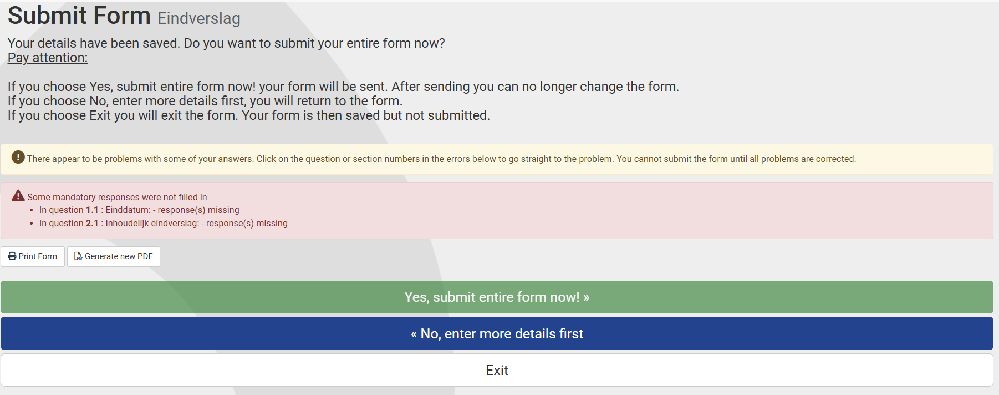 Submit Form Eindverslag
Your details have been saved. Do you want to submit your entire form now?
Pay attention:
If you choose Yes, submit entire form now! your form will be sent. After sending you can no longer change the form.
If you choose No, enter more details first, you will return to the form.
If you choose Exit you will exit the form. Your form is then saved but not submitted.
There appear to be problems with some of your answers. Click on the question or section numbers in the errors below to go straight to the problem. You cannot submit the form until all problems are corrected.
Some mandatory responses were not filled in
• In question 1.1 : Einddatum: - response(s) missing
• In question 2.1 : Inhoudelijk eindverslag: - response(s) missing
Print Form Generate new PDF
Yes, submit entire form now! »
« No, enter more details first
Exit